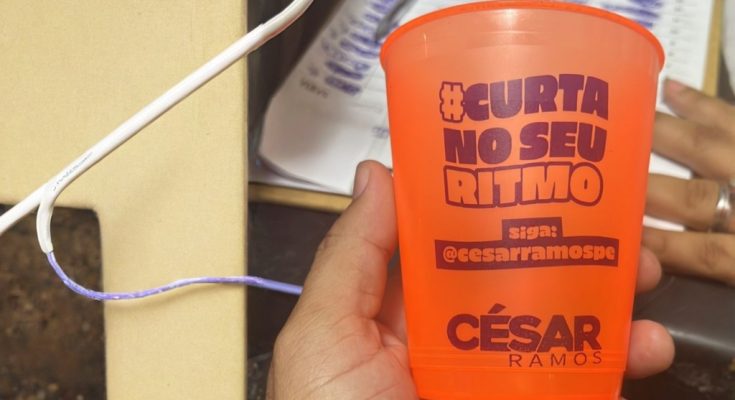 #CURTA
NO SEU
RITMO
siga:
@cesarramospe
CÉSAR
RAMOS